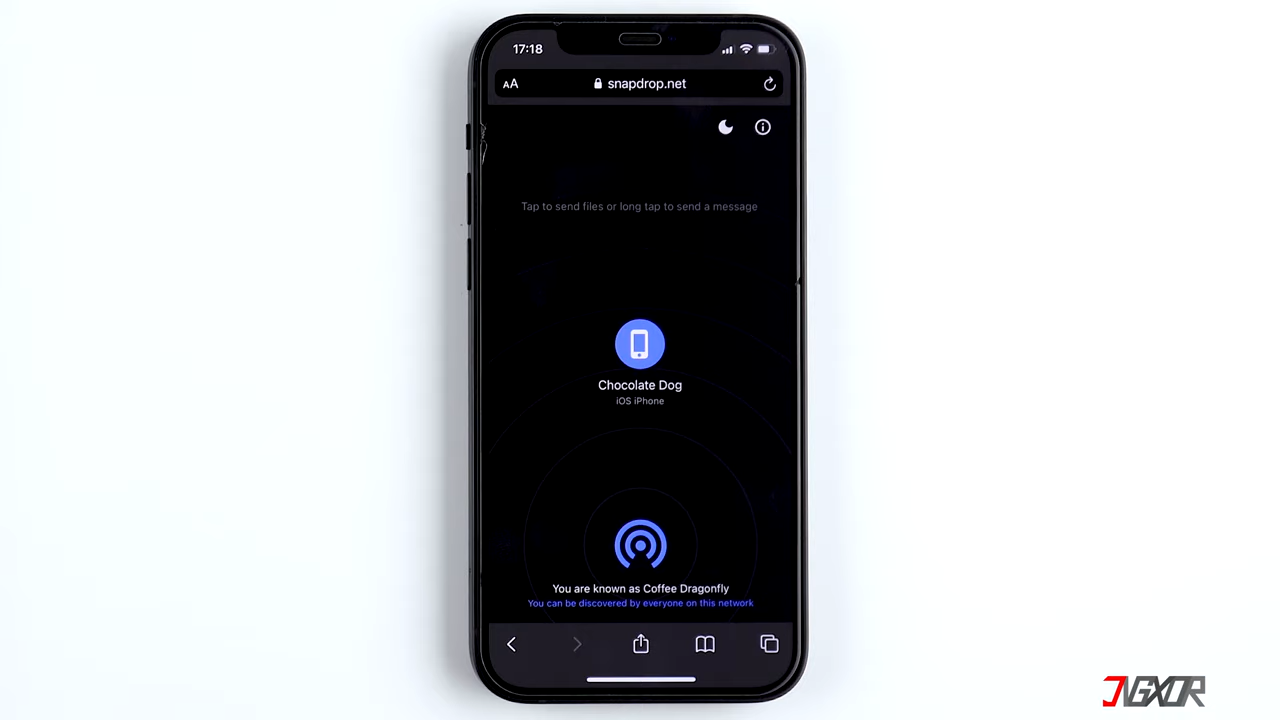 17:18
AA snapdrop.net
Tap to send files or long tap to send a message
Chocolate Dog
iOS iPhone
You are known as Coffee Dragonfly
You can be discovered by everyone on this network